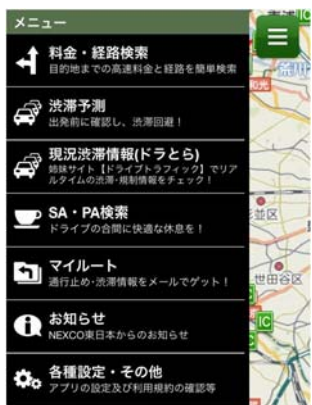 メニュー
料金・経路検索
目的地までの高速料金と経路を簡単検索
渋滞予測
出発前に確認し、渋滞回避！
現況渋滞情報(ドラとら)
姉妹サイト【ドライブトラフィック】でリア
ルタイムの渋滞・規制情報をチェック！
SA・PA検索
ドライブの合間に快適な休息を！
マイルート
通行止め・渋滞情報をメールでゲット！
お知らせ
NEXCO東日本からのお知らせ
各種設定・その他
アプリの設定及び利用規約の確認等
IC
荒川
和光
並区
世田谷区
IC
IC